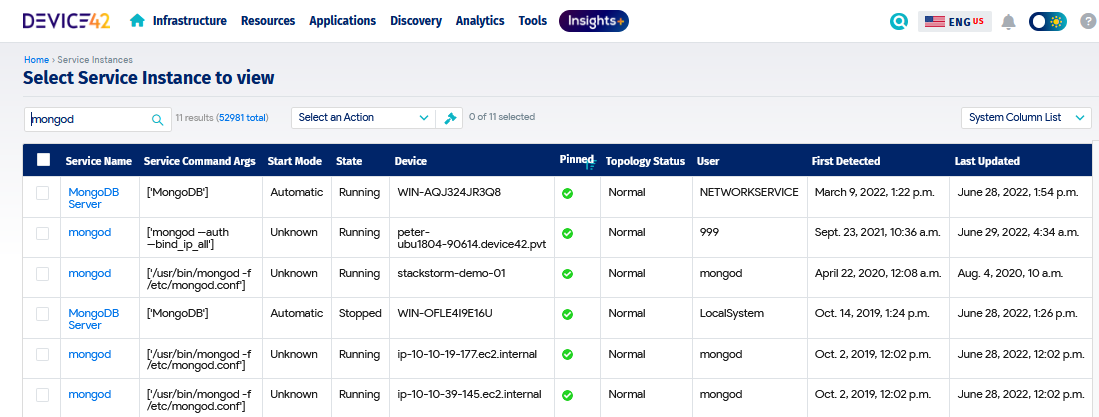 DEVICE42 Infrastructure Resources Applications Discovery Analytics Tools Insights+ ENG US ?
Home › Service Instances
Select Service Instance to view
mongod 11 results (52981 total) Select an Action 0 of 11 selected System Column List
Service Name Service Command Args Start Mode State Device Pinned Topology Status User First Detected Last Updated
MongoDB ['MongoDB'] Automatic Running WIN-AQJ324JR3Q8 Normal NETWORKSERVICE March 9, 2022, 1:22 p.m. June 28, 2022, 1:54 p.m.
Server
mongod ['mongod --auth Unknown Running peter- Normal 999 Sept. 23, 2021, 10:36 a.m. June 29, 2022, 4:34 a.m.
--bind_ip_all'] ubu1804-90614.device42.pvt
mongod ['/usr/bin/mongod -f Unknown Running stackstorm-demo-01 Normal mongod April 22, 2020, 12:08 a.m. Aug. 4, 2020, 10 a.m.
/etc/mongod.conf']
MongoDB ['MongoDB'] Automatic Stopped WIN-OFLE4I9E16U Normal LocalSystem Oct. 14, 2019, 1:24 p.m. June 28, 2022, 1:26 p.m.
Server
mongod ['/usr/bin/mongod -f Unknown Running ip-10-10-19-177.ec2.internal Normal mongod Oct. 2, 2019, 12:02 p.m. June 28, 2022, 12:02 p.m.
/etc/mongod.conf']
mongod ['/usr/bin/mongod -f Unknown Running ip-10-10-39-145.ec2.internal Normal mongod Oct. 2, 2019, 12:02 p.m. June 28, 2022, 12:02 p.m.
/etc/mongod.conf']